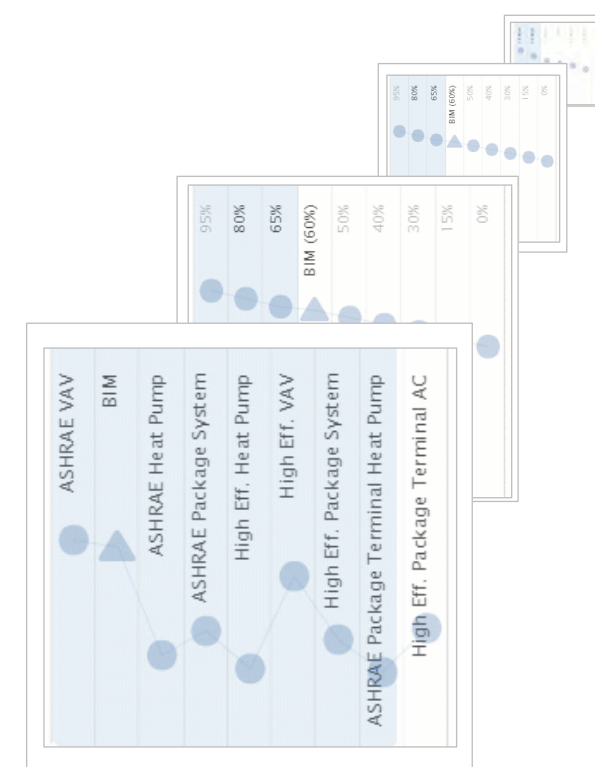 95%
80%
65%
BIM (60%)
50%
40%
30%
15%
0%
95%
80%
65%
BIM (60%)
50%
40%
30%
15%
0%
ASHRAE VAV
BIM
ASHRAE Heat Pump
ASHRAE Package System
High Eff. Heat Pump
High Eff. VAV
High Eff. Package System
ASHRAE Package Terminal Heat Pump
High Eff. Package Terminal AC